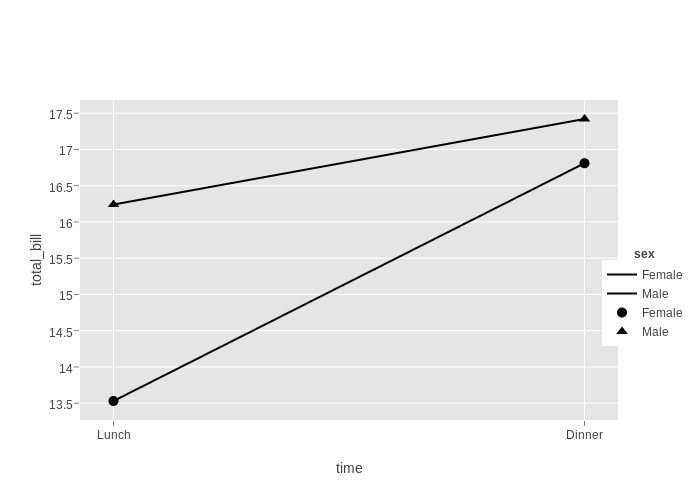 17.5
17
16.5
16
15.5
15
14.5
14
13.5
total_bill
Lunch
Dinner
time
sex
Female
Male
Female
Male